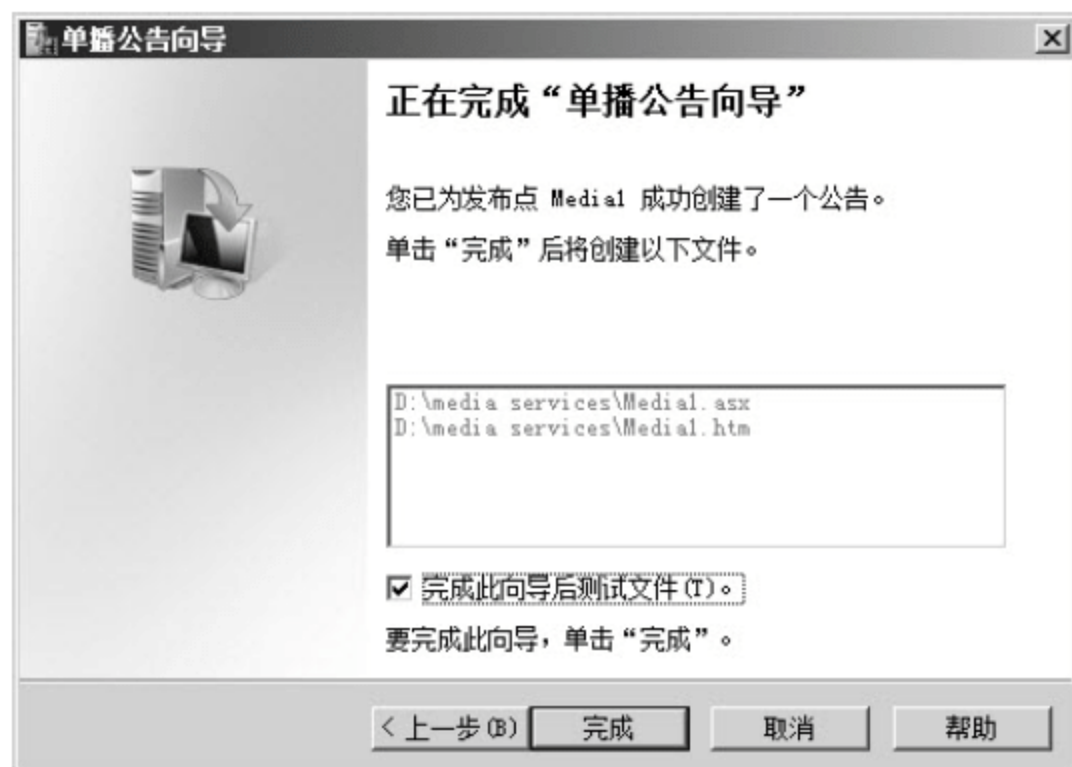 单播公告向导
正在完成“单播公告向导”
您已为发布点 Media1 成功创建了一个公告。
单击“完成”后将创建以下文件。
D:\media services\Media1.asx
D:\media services\Media1.htm
完成此向导后测试文件(T)。
要完成此向导，单击“完成”。
< 上一步(B) 完成 取消 帮助